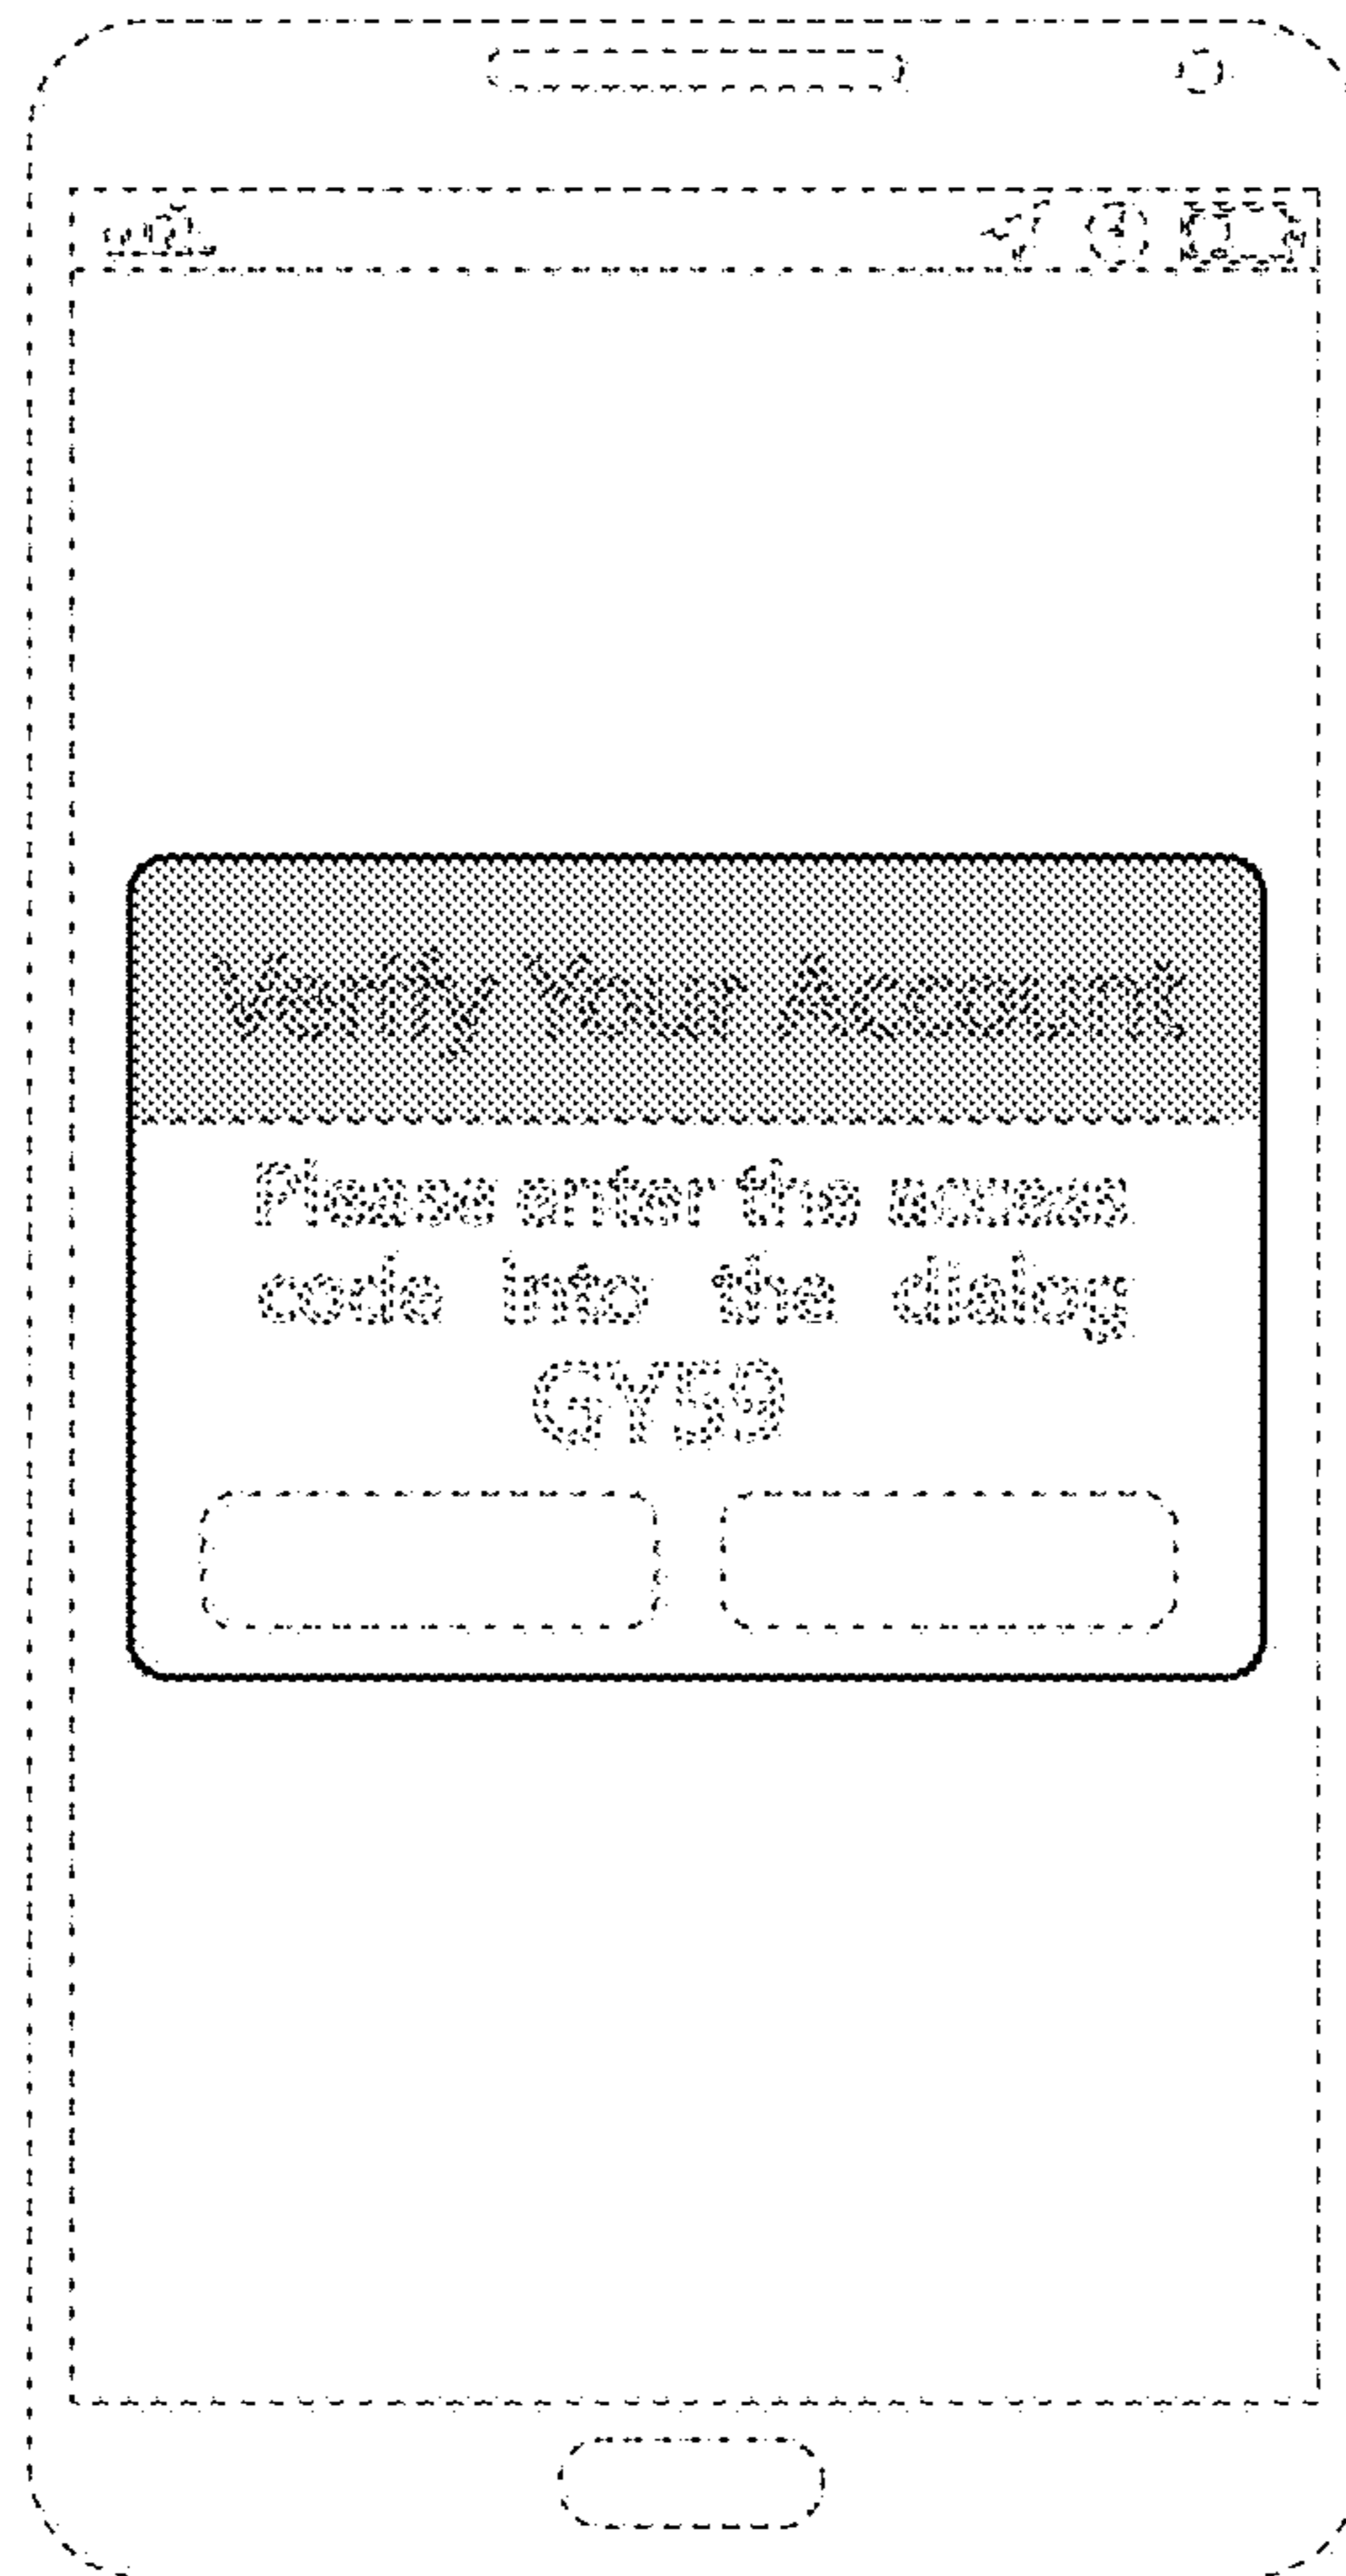 Verify Your Account
Please enter the access
code into the dialog
GY59